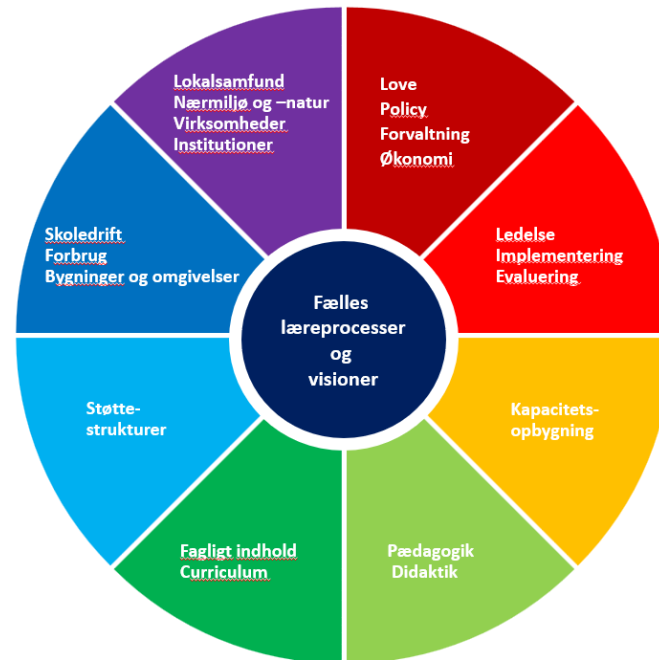 Lokalsamfund
Nærmiljø og –natur
Virksomheder
Institutioner
Love
Policy
Forvaltning
Økonomi
Skoledrift
Forbrug
Bygninger og omgivelser
Ledelse
Implementering
Evaluering
Fælles
læreprocesser
og
visioner
Støtte-
strukturer
Kapacitets-
opbygning
Fagligt indhold
Curriculum
Pædagogik
Didaktik